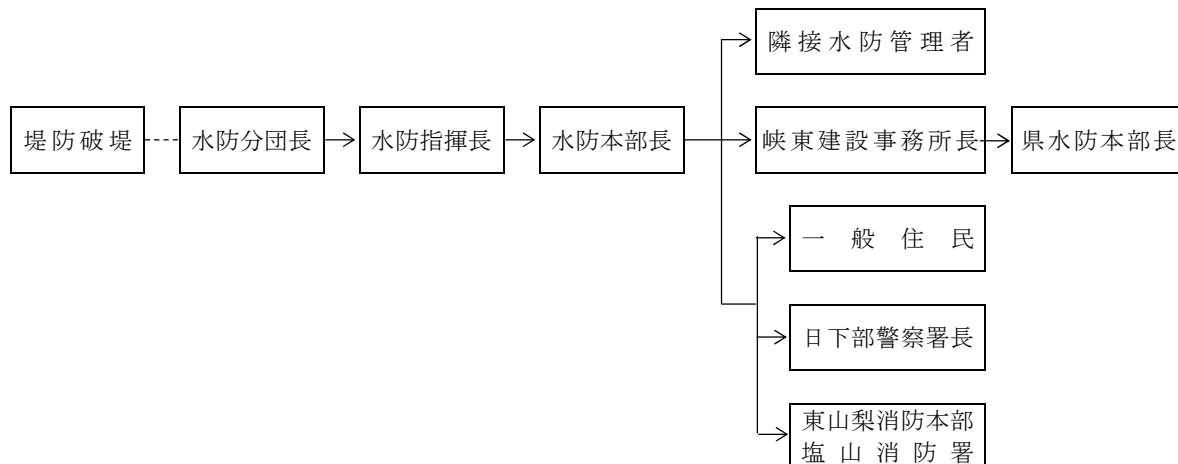 隣接水防管理者
堤防破堤
水防分団長
水防指揮長
水防本部長
峡東建設事務所長
県水防本部長
一般住民
日下部警察署長
東山梨消防本部
塩山消防署